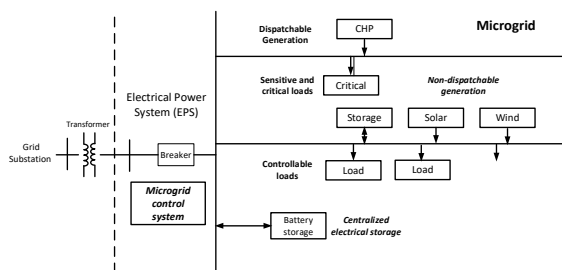 Dispatchable
Generation
CHP
Microgrid
Sensitive and
critical loads
Critical
Non-dispatchable
generation
Electrical Power
System (EPS)
Storage
Solar
Wind
Transformer
Grid
Substation
Breaker
Controllable
loads
Load
Load
Microgrid
control
system
Battery
storage
Centralized
electrical storage